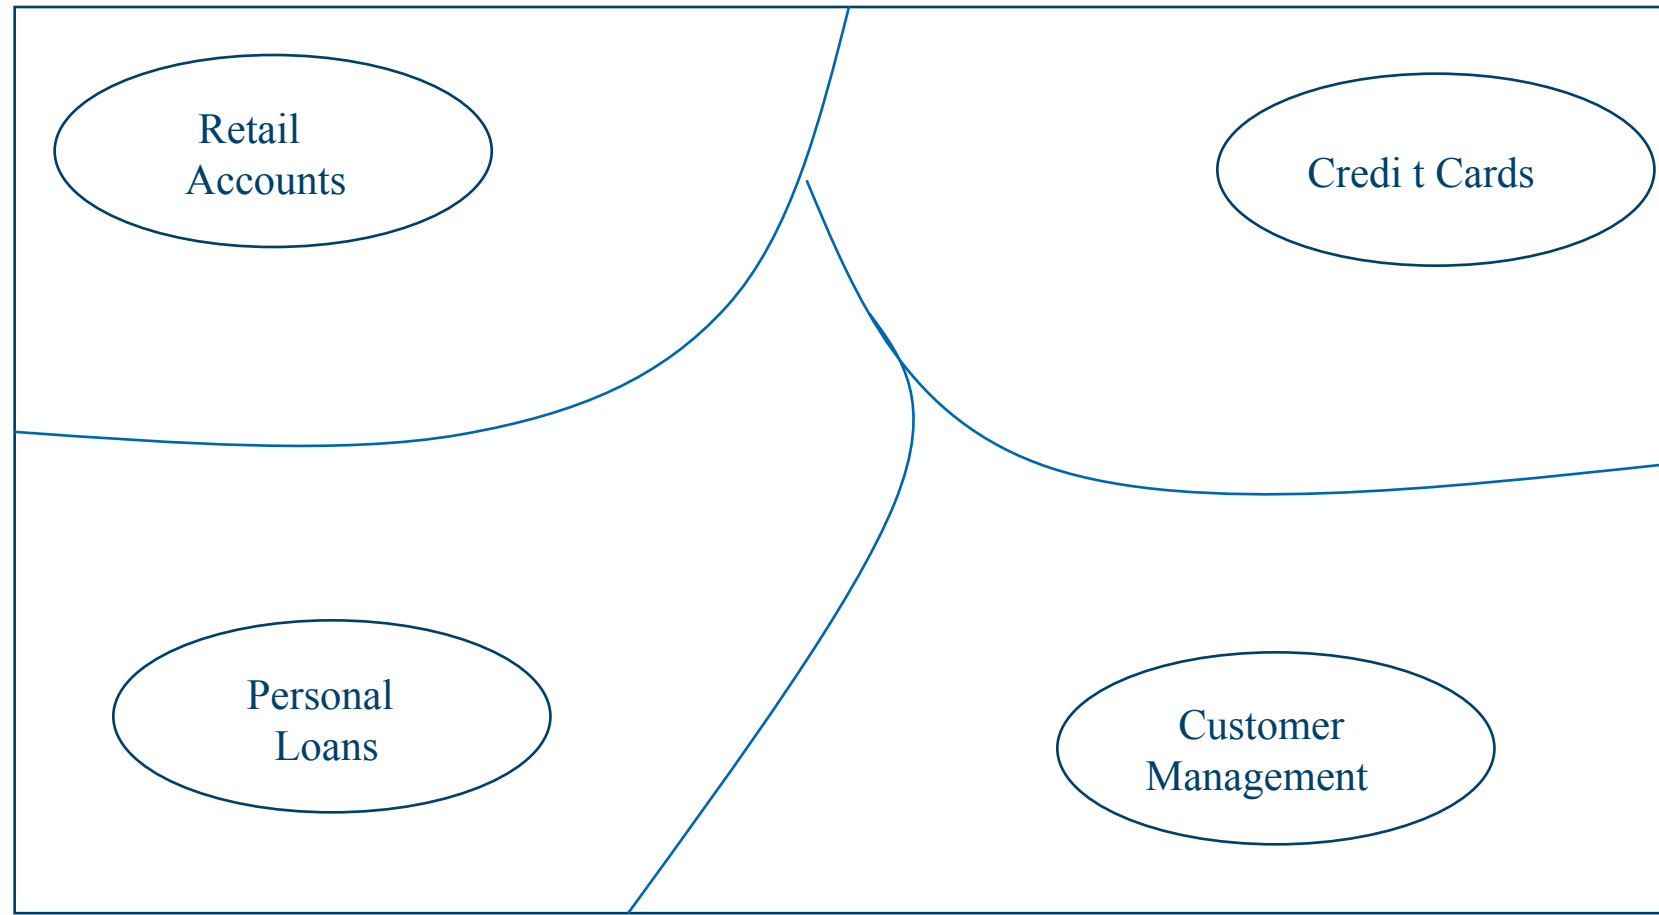 Retail
Accounts
Credi t Cards
Personal
Loans
Customer
Management